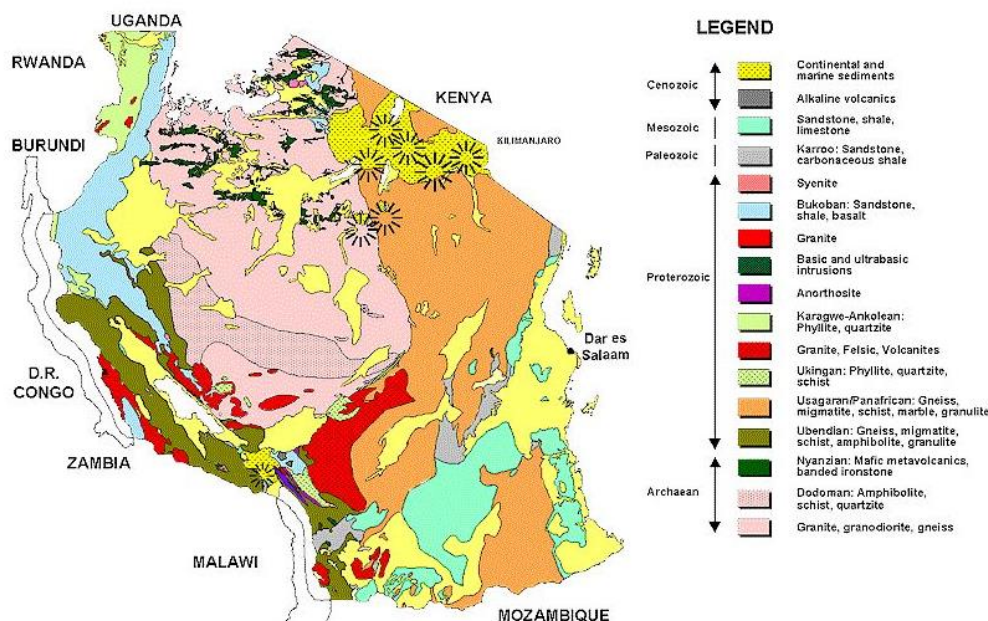 UGANDA
RWANDA
BURUNDI
KENYA
KILIMANJARO
Dar es
Salaam
D.R.
CONGO
ZAMBIA
MALAWI
MOZAMBIQUE
LEGEND
Cenozoic
Continental and
marine sediments
Alkaline volcanics
Mesozoic
Sandstone, shale,
limestone
Paleozoic
Karroo: Sandstone,
carbonaceous shale
Proterozoic
Syenite
Bukoban: Sandstone,
shale, basalt
Granite
Basic and ultrabasic
intrusions
Anorthosite
Karagwe-Ankolean:
Phyllite, quartzite
Granite, Felsic, Volcanites
Ukingan: Phyllite, quartzite,
schist
Usagaran/Panafrican: Gneiss,
migmatite, schist, marble, granulite
Ubendian: Gneiss, migmatite,
schist, amphibolite, granulite
Archaean
Nyanzian: Mafic metavolcanics,
banded ironstone
Dodoman: Amphibolite,
schist, quartzite
Granite, granodiorite, gneiss